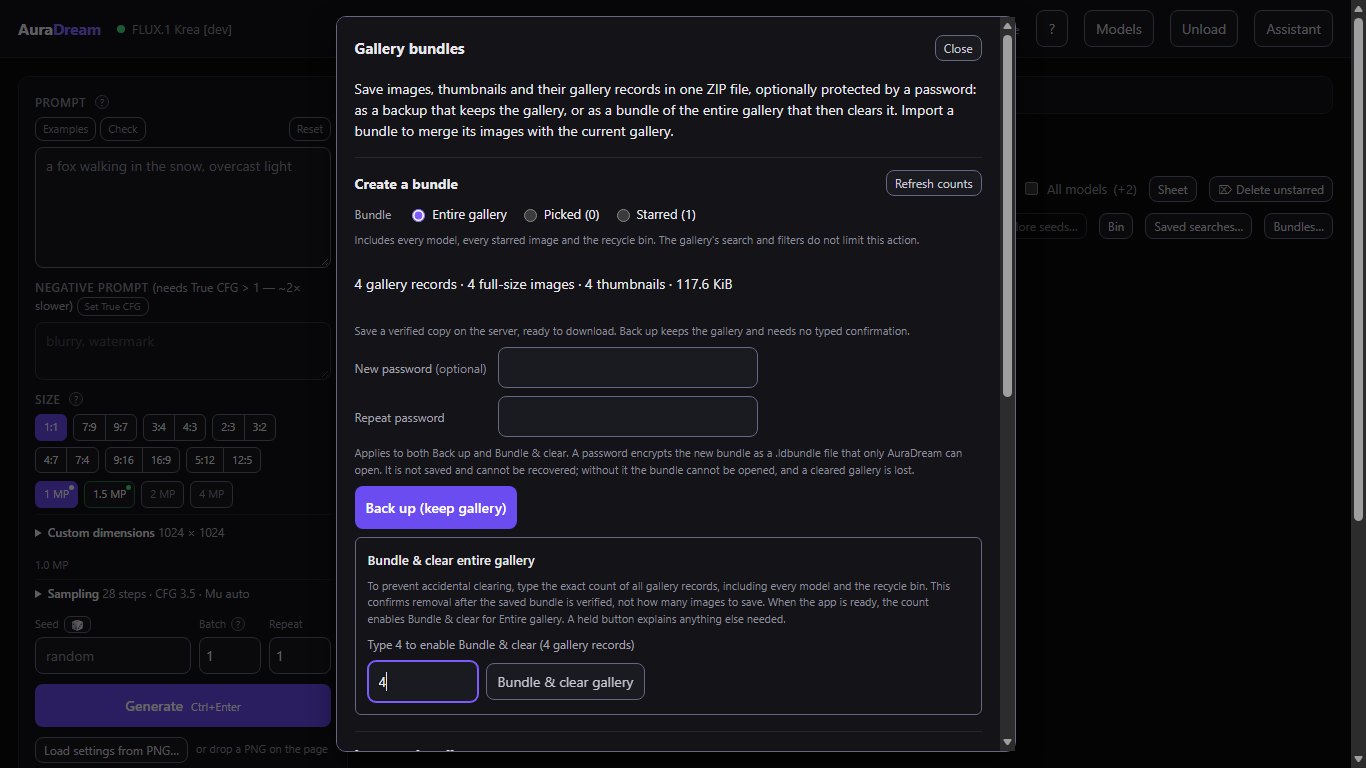 AuraDream FLUX.1 Krea [dev]
? Models Unload Assistant
PROMPT ?
Examples Check Reset
a fox walking in the snow, overcast light
NEGATIVE PROMPT (needs True CFG > 1 — ~2×
slower) Set True CFG
blurry, watermark
SIZE ?
1:1 7:9 9:7 3:4 4:3 2:3 3:2
4:7 7:4 9:16 16:9 5:12 12:5
1 MP 1.5 MP 2 MP 4 MP
▶ Custom dimensions 1024 × 1024
1.0 MP
▶ Sampling 28 steps · CFG 3.5 · Mu auto
Seed Batch ? Repeat
random 1 1
Generate Ctrl+Enter
Load settings from PNG... or drop a PNG on the page
Gallery bundles Close
Save images, thumbnails and their gallery records in one ZIP file, optionally protected by a password:
as a backup that keeps the gallery, or as a bundle of the entire gallery that then clears it. Import a
bundle to merge its images with the current gallery.
Create a bundle Refresh counts
Bundle Entire gallery Picked (0) Starred (1)
Includes every model, every starred image and the recycle bin. The gallery's search and filters do not limit this action.
4 gallery records · 4 full-size images · 4 thumbnails · 117.6 KiB
Save a verified copy on the server, ready to download. Back up keeps the gallery and needs no typed confirmation.
New password (optional)
Repeat password
Applies to both Back up and Bundle & clear. A password encrypts the new bundle as a .ldbundle file that only AuraDream can
open. It is not saved and cannot be recovered; without it the bundle cannot be opened, and a cleared gallery is lost.
Back up (keep gallery)
Bundle & clear entire gallery
To prevent accidental clearing, type the exact count of all gallery records, including every model and the recycle bin. This
confirms removal after the saved bundle is verified, not how many images to save. When the app is ready, the count
enables Bundle & clear for Entire gallery. A held button explains anything else needed.
Type 4 to enable Bundle & clear (4 gallery records)
4 Bundle & clear gallery
All models (+2) Sheet ⌦ Delete unstarred
seeds... Bin Saved searches... Bundles...